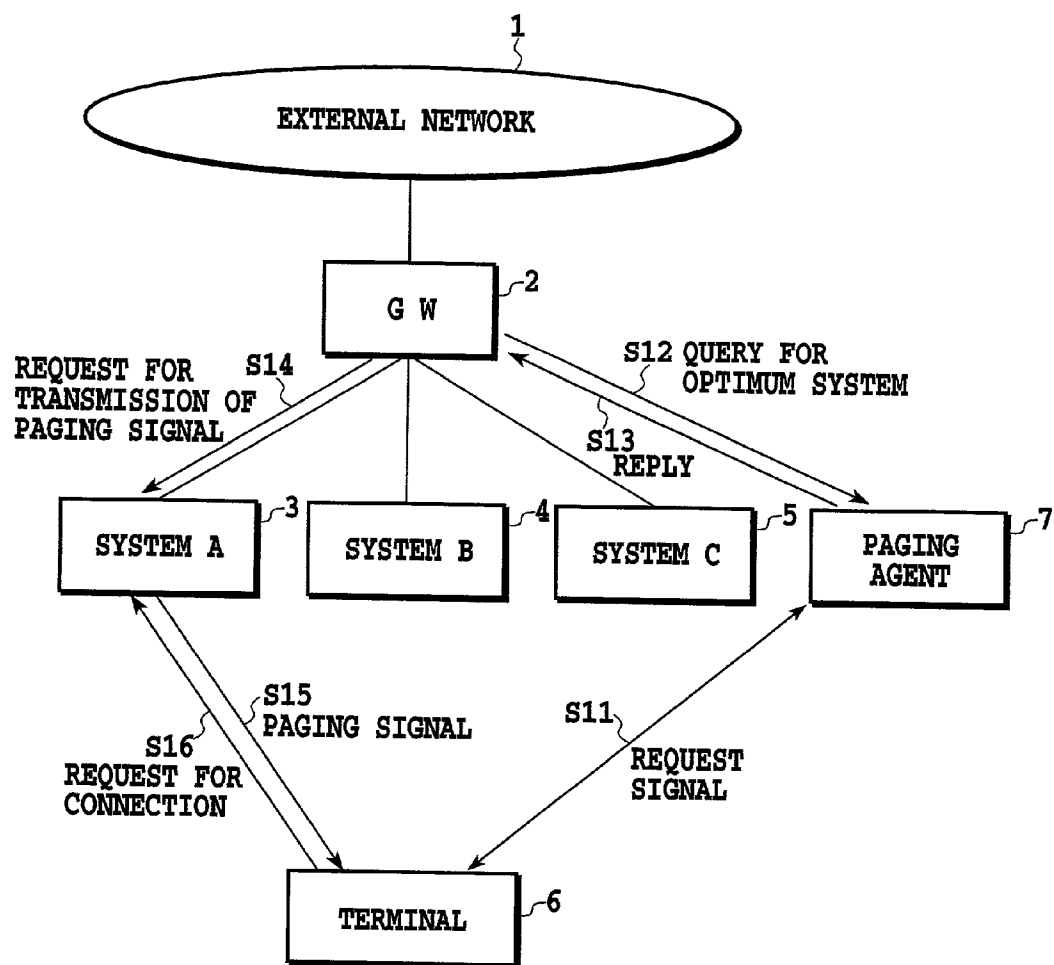 1
EXTERNAL NETWORK
2
G W
REQUEST FOR
TRANSMISSION OF
PAGING SIGNAL
S14
S12 QUERY FOR
OPTIMUM SYSTEM
S13
REPLY
3
SYSTEM A
4
SYSTEM B
5
SYSTEM C
7
PAGING
AGENT
S15
PAGING SIGNAL
S16
REQUEST FOR
CONNECTION
S11
REQUEST
SIGNAL
6
TERMINAL